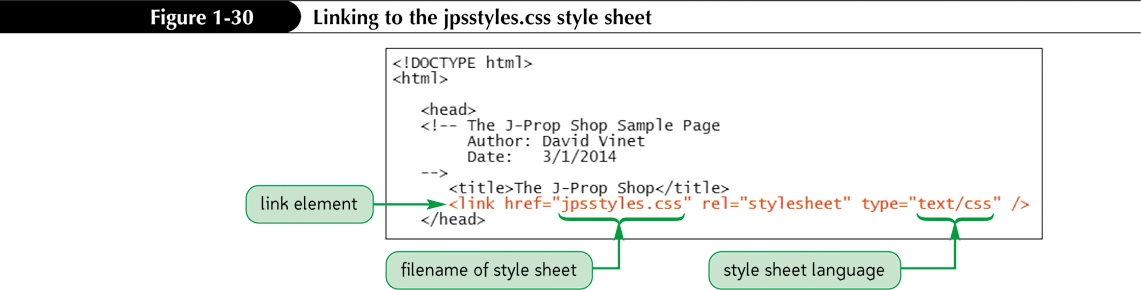 Figure 1-30 Linking to the jpsstyles.css style sheet
<!DOCTYPE html>
<html>
<head>
<!-- The J-Prop Shop Sample Page
Author: David Vinet
Date: 3/1/2014
-->
<title>The J-Prop Shop</title>
link element
<link href="jpsstyles.css" rel="stylesheet" type="text/css" />
</head>
filename of style sheet
style sheet language